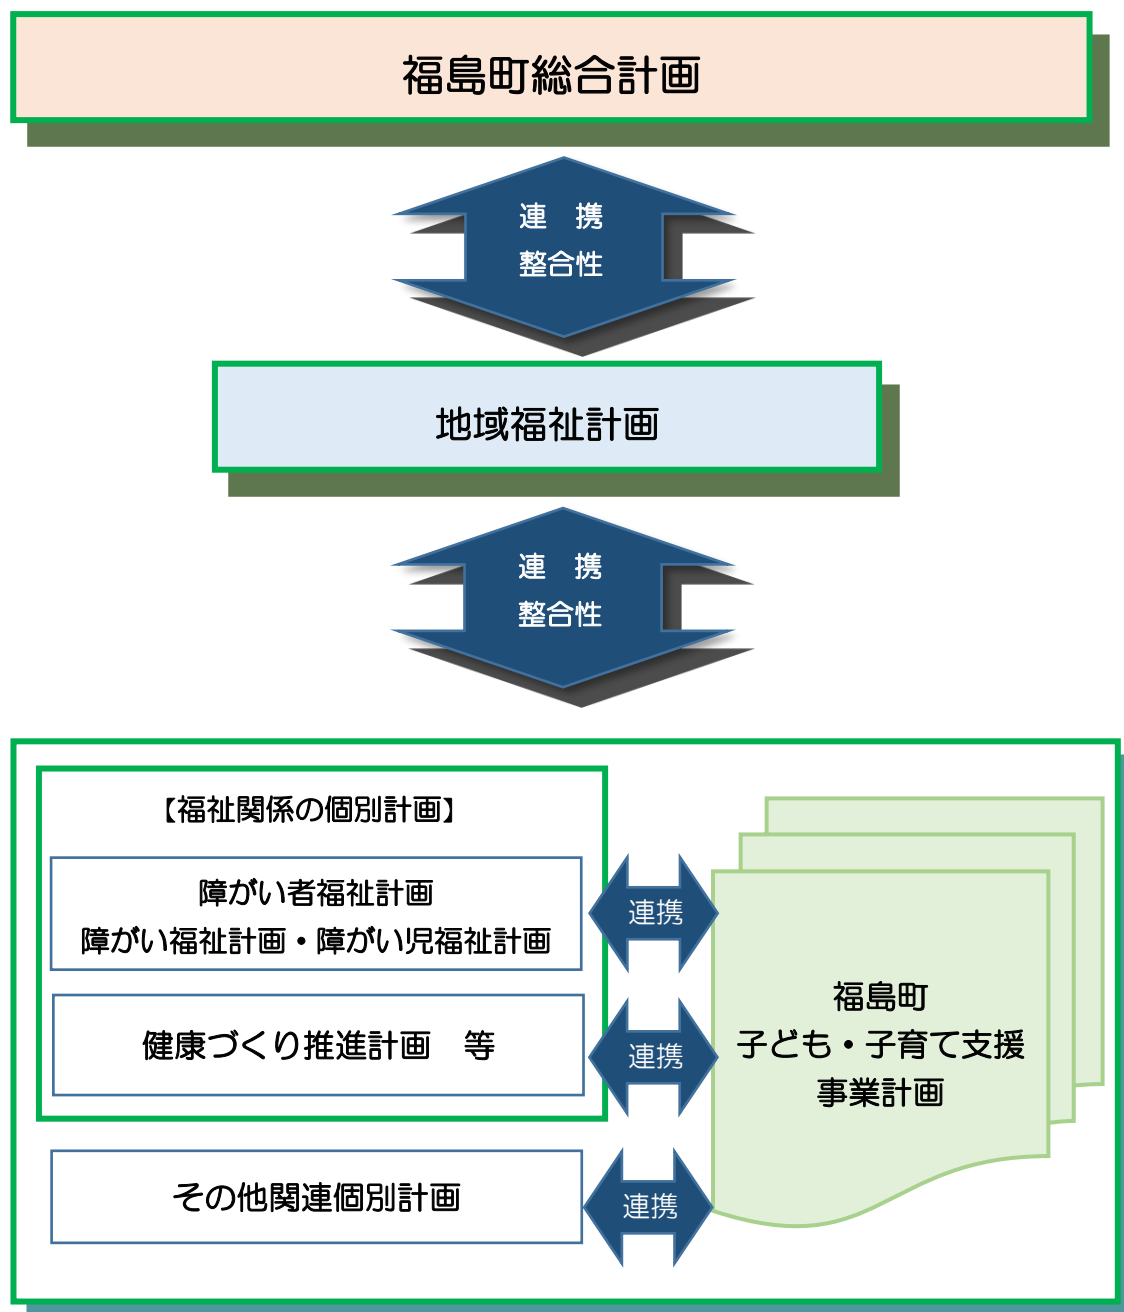 福島町総合計画
連　携
整合性
地域福祉計画
連　携
整合性
【福祉関係の個別計画】
障がい者福祉計画
障がい福祉計画・障がい児福祉計画
連携
健康づくり推進計画　等
連携
福島町
子ども・子育て支援
事業計画
その他関連個別計画
連携